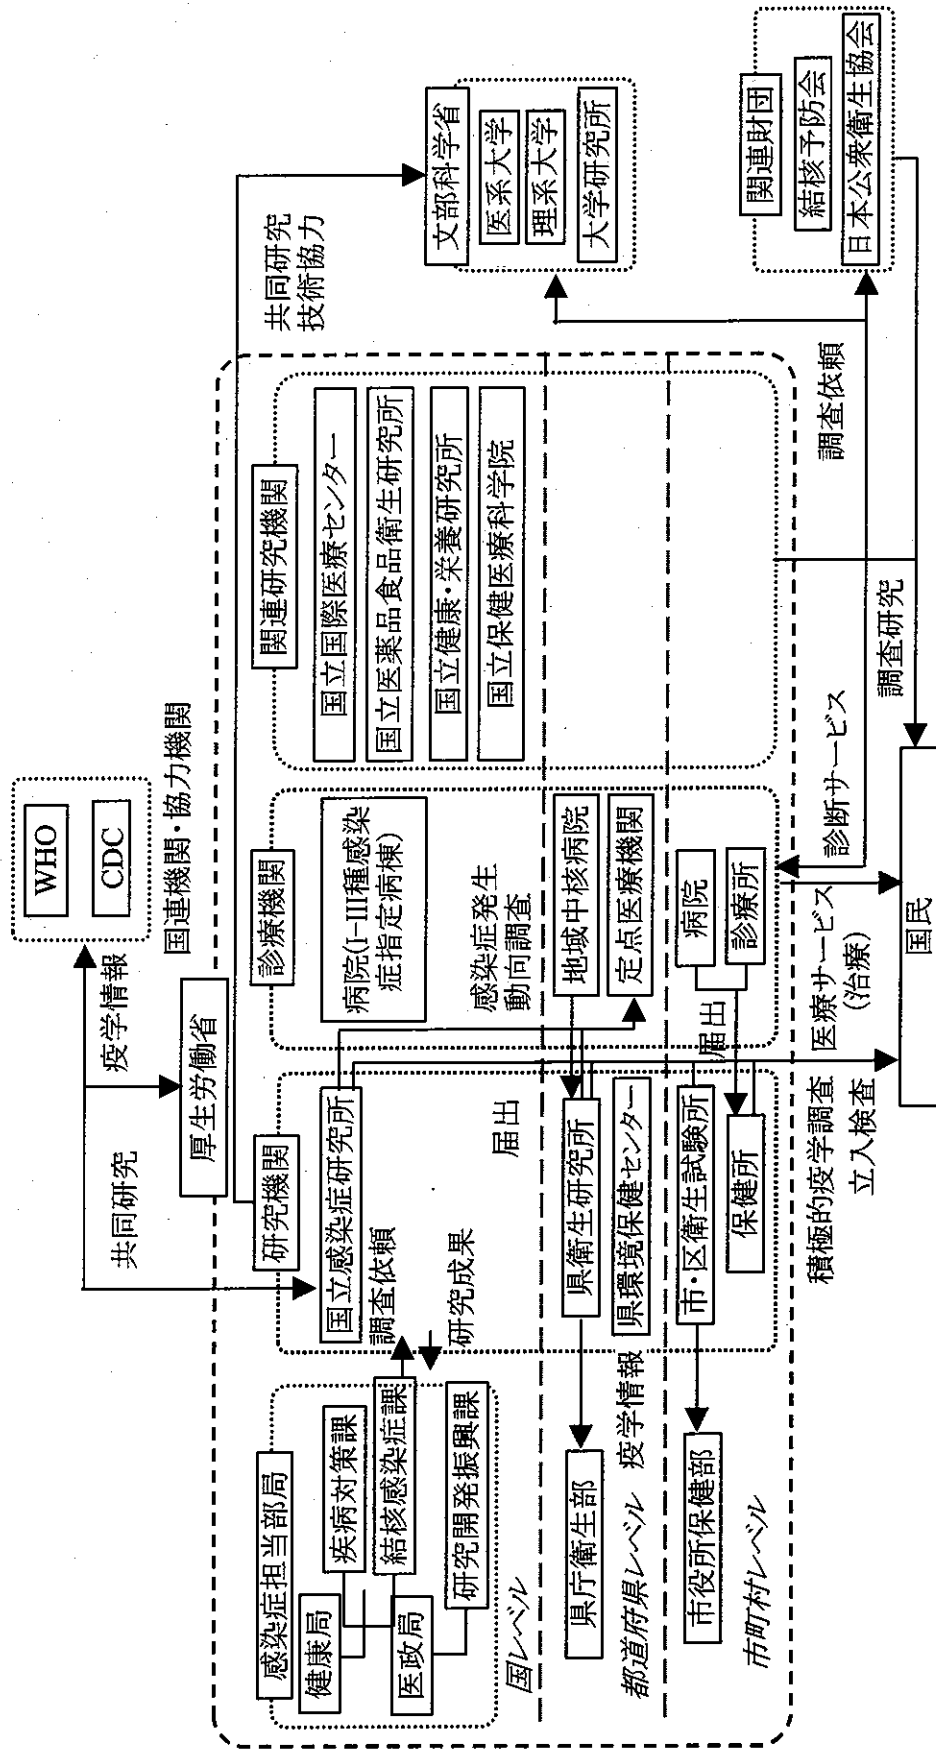 WHO
CDC
国連機関・協力機関
疫学情報
共同研究
厚生労働省
共同研究
技術協力
文部科学省
医系大学
理系大学
大学研究所
関連財団
結核予防会
日本公衆衛生協会
感染症担当部局
健康局
疾病対策課
結核感染症課
医政局
研究開発振興課
国レベル
研究機関
国立感染症研究所
調査依頼
研究成果
届出
診療機関
病院(I-III種感染
症指定病棟)
感染症発生
動向調査
関連研究機関
国立国際医療センター
国立医薬品食品衛生研究所
国立健康・栄養研究所
国立保健医療科学院
県庁衛生部
都道府県レベル
疫学情報
県衛生研究所
県環境保健センター
地域中核病院
定点医療機関
市役所保健部
市町村レベル
市・区衛生試験所
保健所
届出
病院
診療所
積極的疫学調査
立入検査
医療サービス
(治療)
診断サービス
調査研究
調査依頼
国民